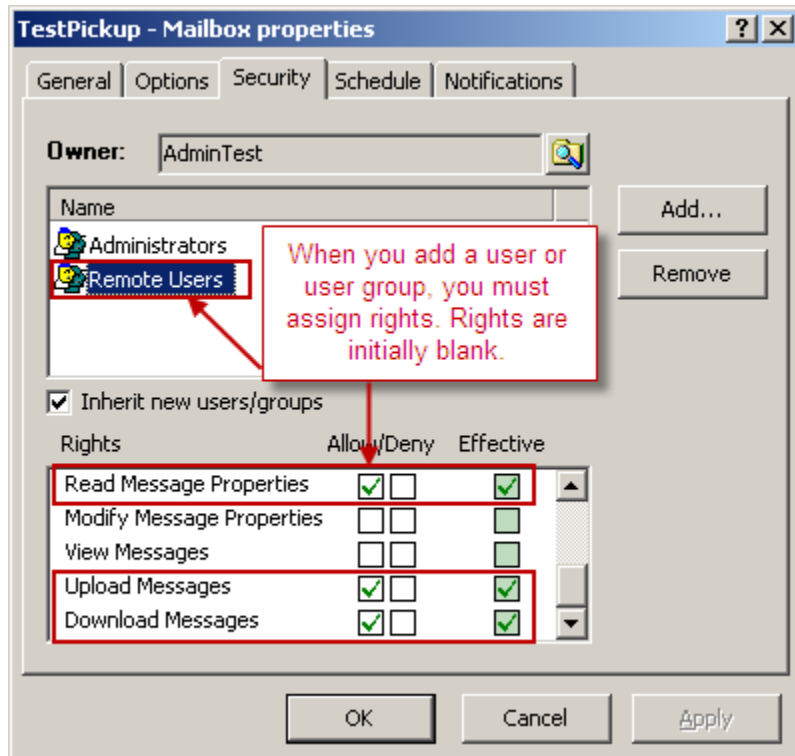 TestPickup - Mailbox properties
General Options Security Schedule Notifications
Owner: AdminTest
Name
Add...
Administrators
Remote Users
Remove
When you add a user or
user group, you must
assign rights. Rights are
initially blank.
Inherit new users/groups
Rights Allow/Deny Effective
Read Message Properties
Modify Message Properties
View Messages
Upload Messages
Download Messages
OK Cancel Apply